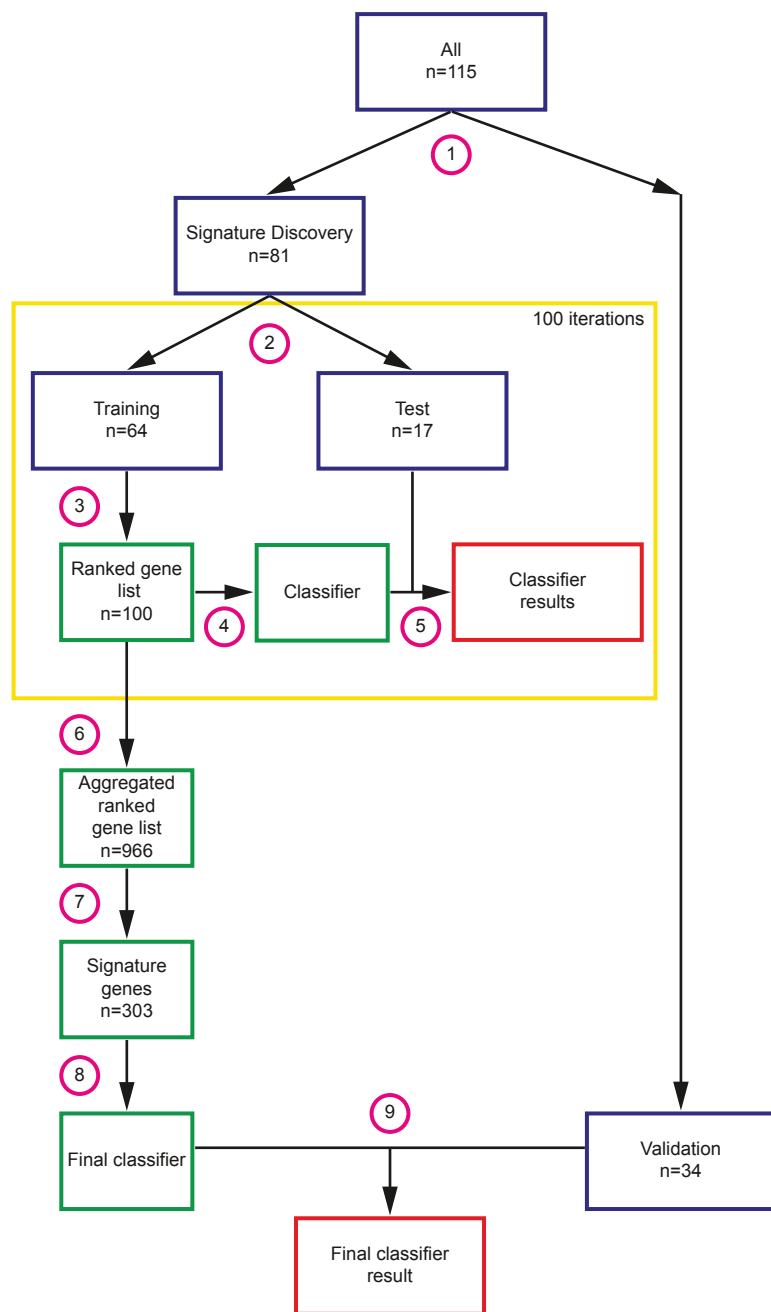 All
n=115
1
Signature Discovery
n=81
100 iterations
2
Training
n=64
Test
n=17
3
Ranked gene
list
n=100
4
Classifier
5
Classifier
results
6
Aggregated
ranked
gene list
n=966
7
Signature
genes
n=303
8
9
Final classifier
Validation
n=34
Final classifier
result